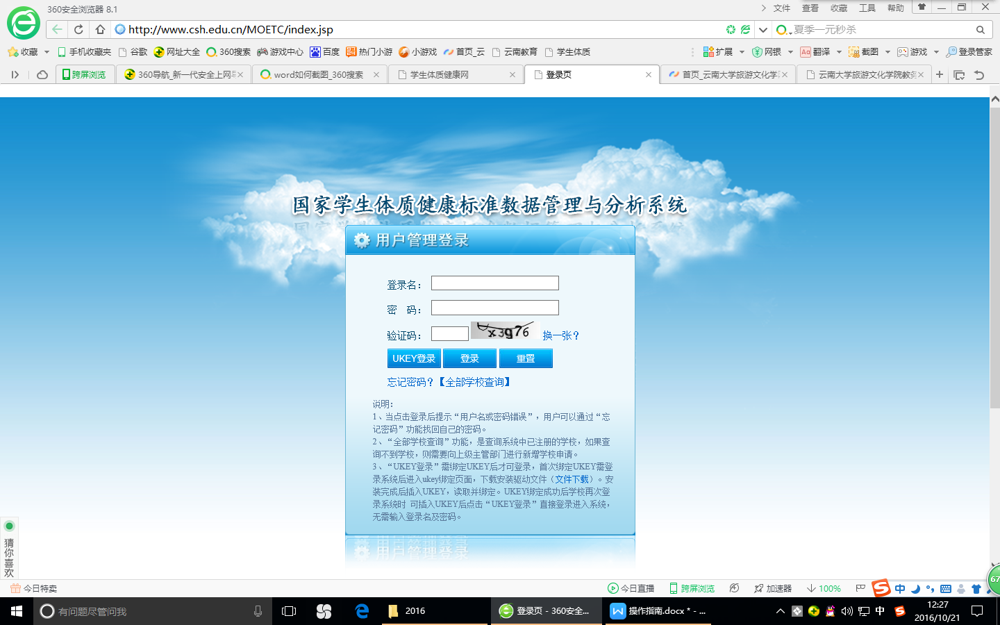 360安全浏览器 8.1
文件 查看 收藏 工具 帮助
http://www.csh.edu.cn/MOETC/index.jsp
夏季一元秒杀
收藏 手机收藏夹 谷歌 网址大全 360搜索 游戏中心 百度 热门小游 小游戏 首页_云 云南教育 学生体质 扩展 网银 翻译 截图 游戏 登录管家
跨屏浏览 360导航_新一代安全上网导 word如何截图_360搜索 学生体质健康网 登录页 首页_云南大学旅游文化学 云南大学旅游文化学院教务
国家学生体质健康标准数据管理与分析系统
用户管理登录
登录名：
密 码：
验证码： x3g76 换一张？
UKEY登录 登录 重置
忘记密码？【全部学校查询】
说明：
1、当点击登录后提示“用户名或密码错误”，用户可以通过“忘
记密码”功能找回自己的密码。
2、“全部学校查询”功能，是查询系统中已注册的学校，如果查
询不到学校，则需要向上级主管部门进行新增学校申请。
3、“UKEY登录”需绑定UKEY后才可登录，首次绑定UKEY需登
录系统后进入ukey绑定页面，下载安装驱动文件（文件下载）。安
装完成后插入UKEY，读取并绑定。UKEY绑定成功后学校再次登
录系统时 可插入UKEY后点击“UKEY登录”直接登录进入系统，
无需输入登录名及密码。
用户管理登录
猜你喜欢
67
今日特卖 今日直播 跨屏浏览 加速器 100% 中
有问题尽管问我 2016 登录页 - 360安全... 操作指南.docx * - ... 中 12:27
2016/10/21